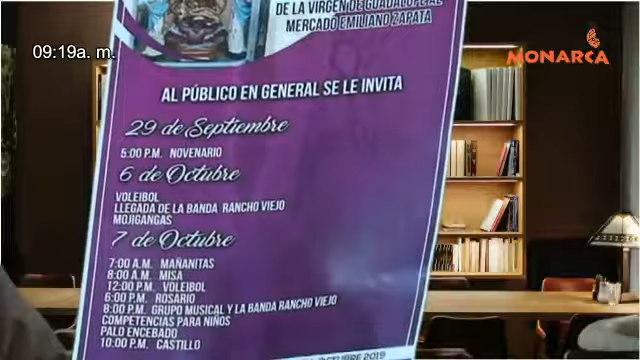 DE LA VIRGEN DE GUADALUPE AL
MERCADO EMILIANO ZAPATA
09:19a. m.
MONARCA
AL PÚBLICO EN GENERAL SE LE INVITA
29 de Septiembre
5:00 P.M. NOVENARIO
6 de Octubre
VOLEIBOL
LLEGADA DE LA BANDA RANCHO VIEJO
MOJIGANGAS
7 de Octubre
7:00 A.M. MAÑANITAS
8:00 A.M. MISA
12:00 P.M. VOLEIBOL
6:00 P.M. ROSARIO
8:00 P.M. GRUPO MUSICAL Y LA BANDA RANCHO VIEJO
COMPETENCIAS PARA NIÑOS
PALO ENCEBADO
10:00 P.M. CASTILLO
OCTUBRE 2019